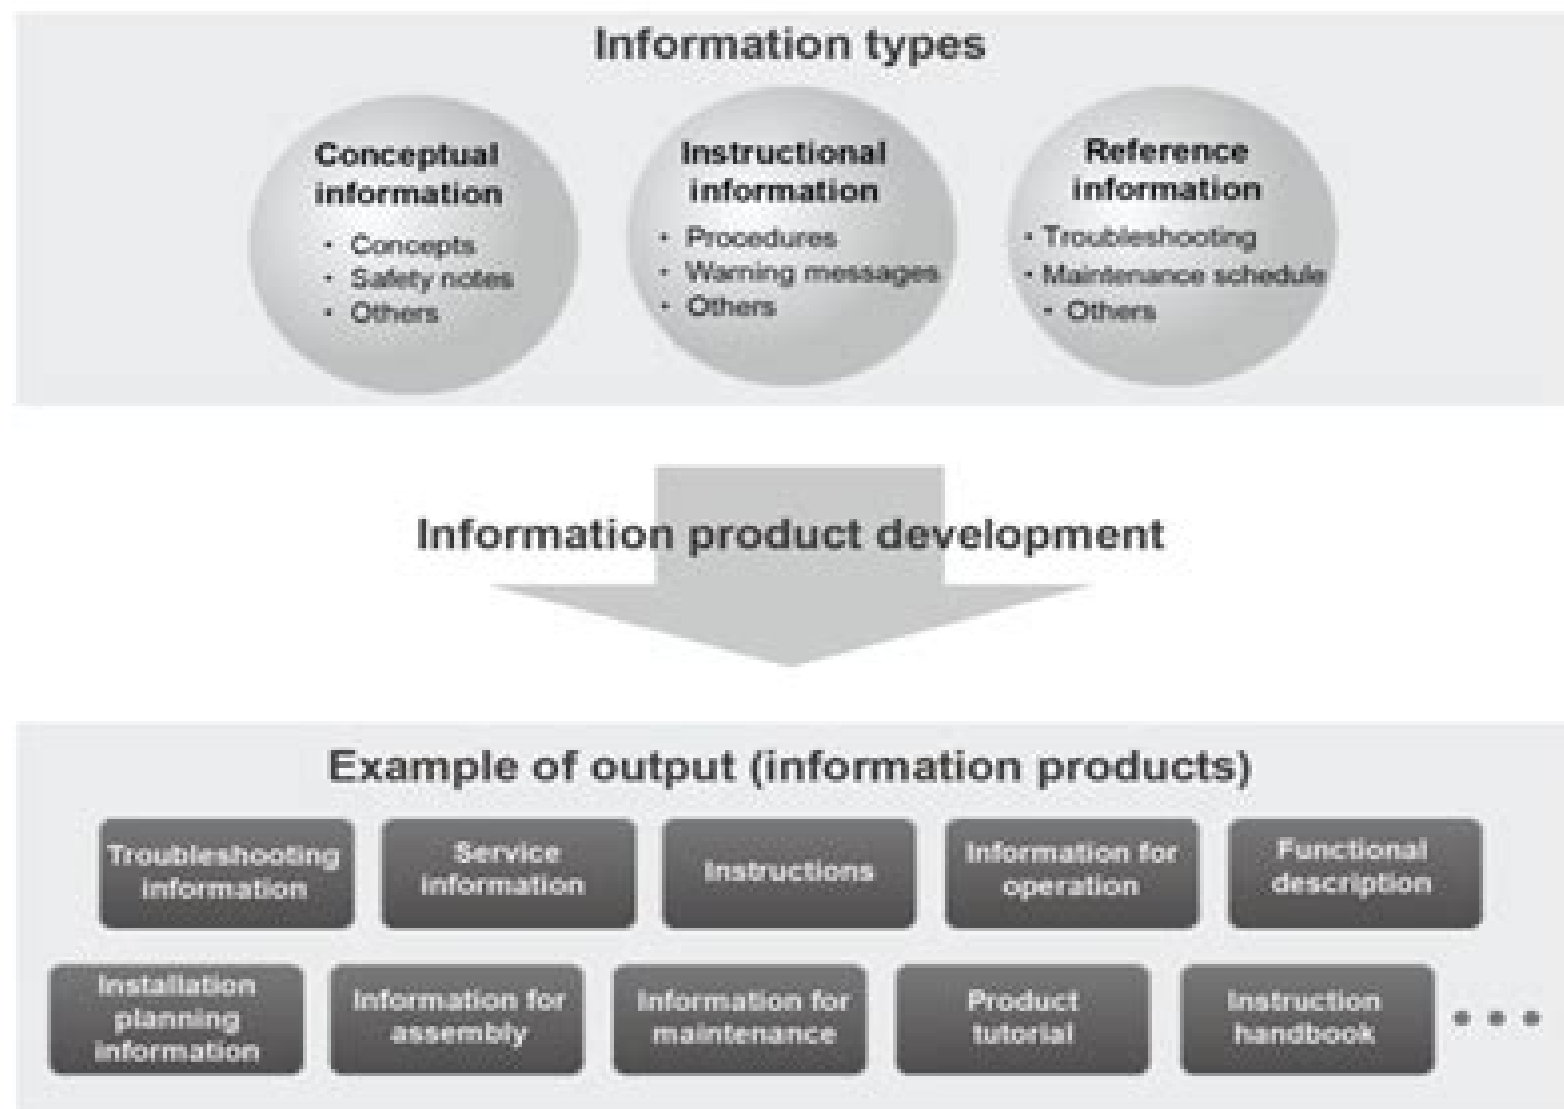 Information types
Conceptual
information
• Concepts
• Safety notes
• Others
Instructional
information
• Procedures
• Warning messages
• Others
Reference
information
• Troubleshooting
• Maintenance schedule
• Others
Information product development
Example of output (information products)
Troubleshooting
information
Service
information
Instructions
Information for
operation
Functional
description
Installation
planning
information
Information for
assembly
Information for
maintenance
Product
tutorial
Instruction
handbook
• • •